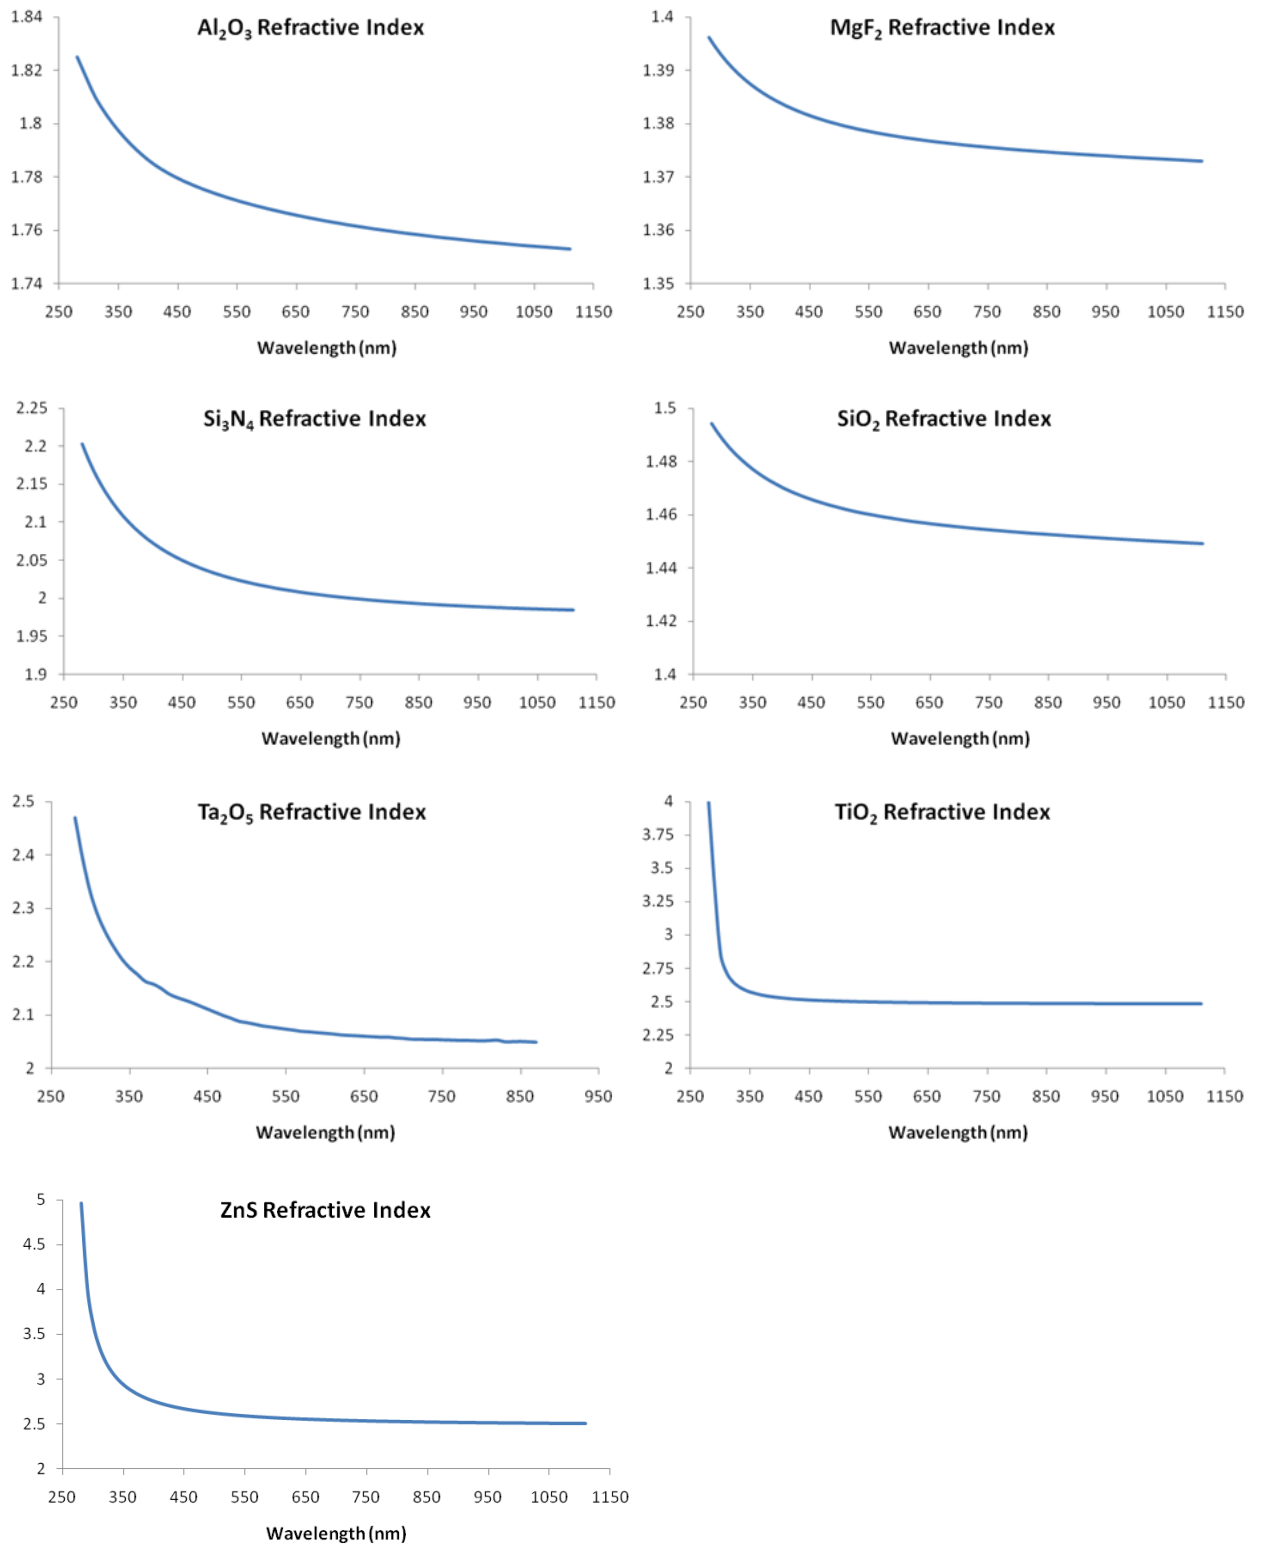 Al₂O₃ Refractive Index
1.84
1.82
1.8
1.78
1.76
1.74
250 350 450 550 650 750 850 950 1050 1150
Wavelength (nm)
MgF₂ Refractive Index
1.4
1.39
1.38
1.37
1.36
1.35
250 350 450 550 650 750 850 950 1050 1150
Wavelength (nm)
Si₃N₄ Refractive Index
2.25
2.2
2.15
2.1
2.05
2
1.95
1.9
250 350 450 550 650 750 850 950 1050 1150
Wavelength (nm)
SiO₂ Refractive Index
1.5
1.48
1.46
1.44
1.42
1.4
250 350 450 550 650 750 850 950 1050 1150
Wavelength (nm)
Ta₂O₅ Refractive Index
2.5
2.4
2.3
2.2
2.1
2
250 350 450 550 650 750 850 950
Wavelength (nm)
TiO₂ Refractive Index
4
3.75
3.5
3.25
3
2.75
2.5
2.25
2
250 350 450 550 650 750 850 950 1050 1150
Wavelength (nm)
ZnS Refractive Index
5
4.5
4
3.5
3
2.5
2
250 350 450 550 650 750 850 950 1050 1150
Wavelength (nm)